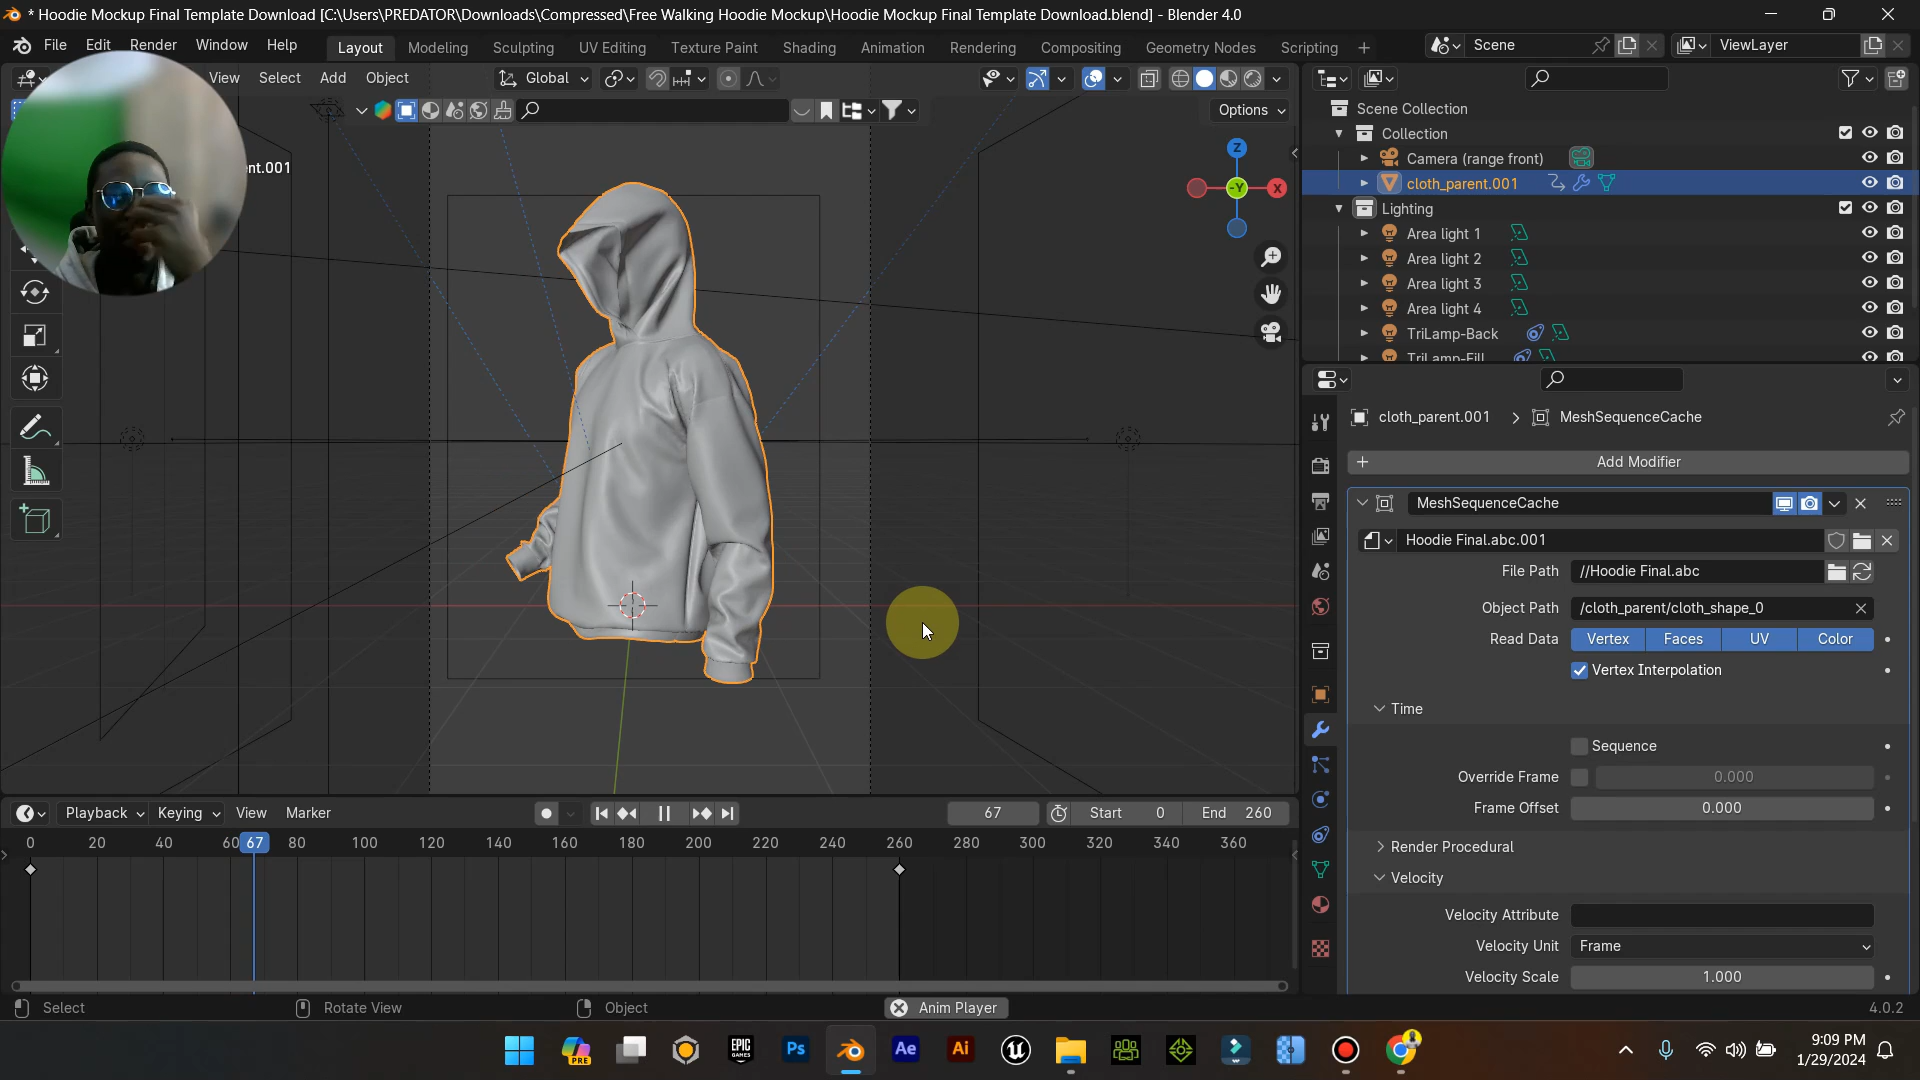 * Hoodie Mockup Final Template Download [C:\Users\PREDATOR\Downloads\Compressed\Free Walking Hoodie Mockup\Hoodie Mockup Final Template Download.blend] - Blender 4.0
File Edit Render Window Help
Layout Modeling Sculpting UV Editing Texture Paint Shading Animation Rendering Compositing Geometry Nodes Scripting +
Scene
ViewLayer
View Select Add Object
Global
Options
nt.001
Z
-Y
X
Scene Collection
Collection
Camera (range front)
cloth_parent.001
Lighting
Area light 1
Area light 2
Area light 3
Area light 4
TriLamp-Back
TriLamp-Fill
cloth_parent.001 > MeshSequenceCache
+ Add Modifier
MeshSequenceCache
Hoodie Final.abc.001
File Path //Hoodie Final.abc
Object Path /cloth_parent/cloth_shape_0
Read Data Vertex Faces UV Color
Vertex Interpolation
Time
Sequence
Override Frame 0.000
Frame Offset 0.000
Render Procedural
Velocity
Velocity Attribute
Velocity Unit Frame
Velocity Scale 1.000
Playback Keying View Marker
67
Start 0
End 260
0 20 40 60 67 80 100 120 140 160 180 200 220 240 260 280 300 320 340 360
Select
Rotate View
Object
Anim Player
4.0.2
PRE
EPIC
GAMES
Ps
Ae
Ai
9:09 PM
1/29/2024